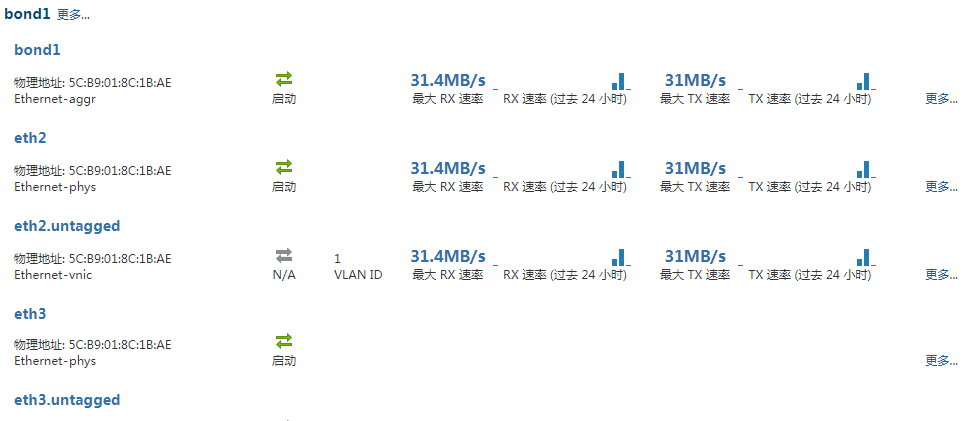 bond1 更多...
bond1
物理地址: 5C:B9:01:8C:1B:AE
Ethernet-aggr
启动
31.4MB/s
最大 RX 速率
RX 速率 (过去 24 小时)
31MB/s
最大 TX 速率
TX 速率 (过去 24 小时)
更多...
eth2
物理地址: 5C:B9:01:8C:1B:AE
Ethernet-phys
启动
31.4MB/s
最大 RX 速率
RX 速率 (过去 24 小时)
31MB/s
最大 TX 速率
TX 速率 (过去 24 小时)
更多...
eth2.untagged
物理地址: 5C:B9:01:8C:1B:AE
Ethernet-vnic
N/A
1
VLAN ID
31.4MB/s
最大 RX 速率
RX 速率 (过去 24 小时)
31MB/s
最大 TX 速率
TX 速率 (过去 24 小时)
更多...
eth3
物理地址: 5C:B9:01:8C:1B:AE
Ethernet-phys
启动
更多...
eth3.untagged